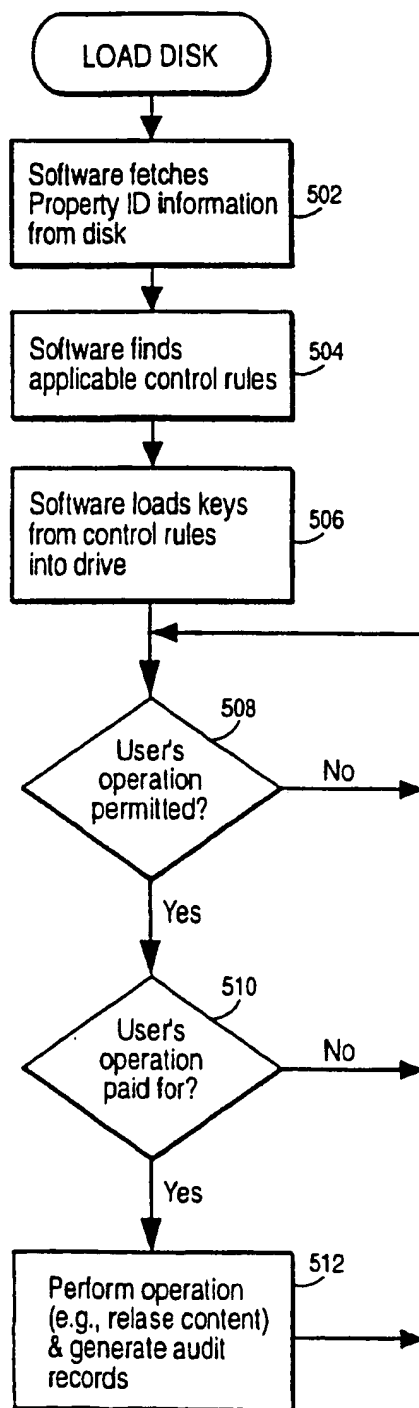 LOAD DISK
Software fetches
Property ID information
from disk
502
Software finds
applicable control rules
504
Software loads keys
from control rules
into drive
506
508
User's
operation
permitted?
No
Yes
510
User's
operation
paid for?
No
Yes
512
Perform operation
(e.g., relase content)
& generate audit
records